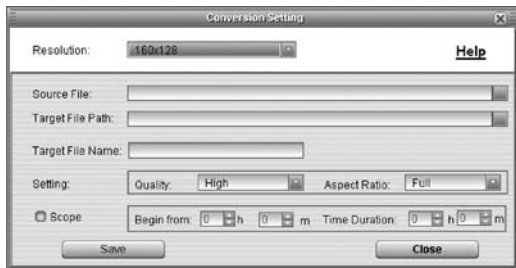 Conversion Setting
Resolution: 160x128 Help
Source File:
Target File Path:
Target File Name:
Setting: Quality: High Aspect Ratio: Full
Scope Begin from: 0 h 0 m Time Duration: 0 h 0 m
Save Close